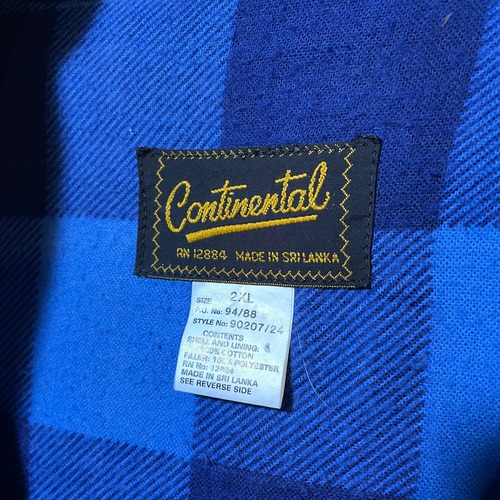 Continental
RN 12884 MADE IN SRI LANKA
SIZE 2XL
P.O. No: 94/88
STYLE No: 90207/24
CONTENTS
SHELL AND LINING:
100% COTTON
FILLER: 100% POLYESTER
RN No: 12884
MADE IN SRI LANKA
SEE REVERSE SIDE